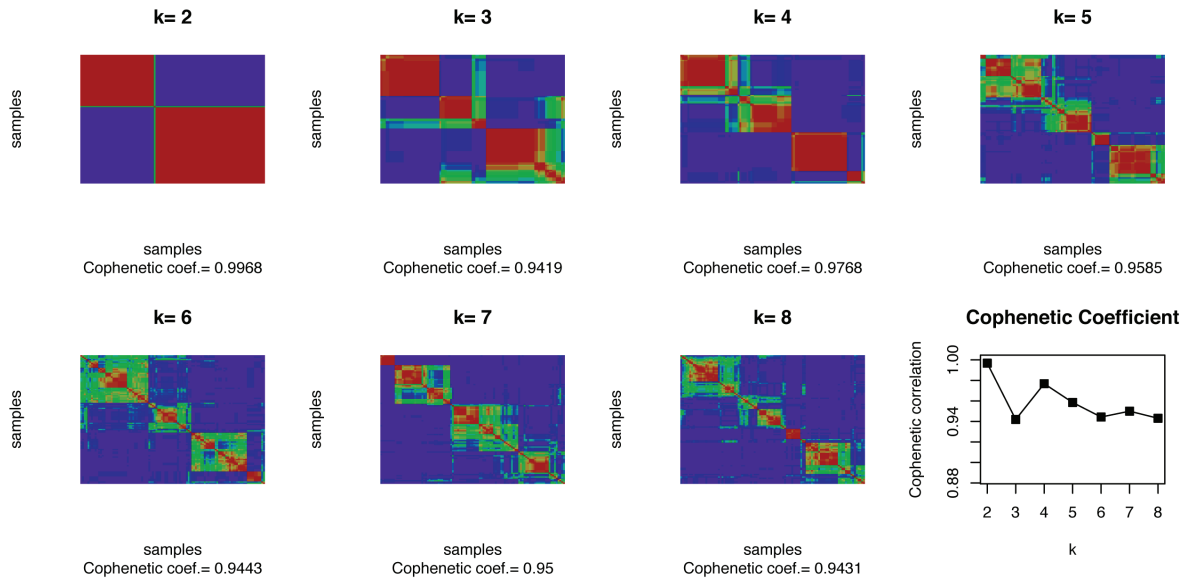 k= 2
samples
samples
Cophenetic coef.= 0.9968
k= 3
samples
samples
Cophenetic coef.= 0.9419
k= 4
samples
samples
Cophenetic coef.= 0.9768
k= 5
samples
samples
Cophenetic coef.= 0.9585
k= 6
samples
samples
Cophenetic coef.= 0.9443
k= 7
samples
samples
Cophenetic coef.= 0.95
k= 8
samples
samples
Cophenetic coef.= 0.9431
Cophenetic Coefficient
Cophenetic correlation
1.00
0.94
0.88
2 3 4 5 6 7 8
k